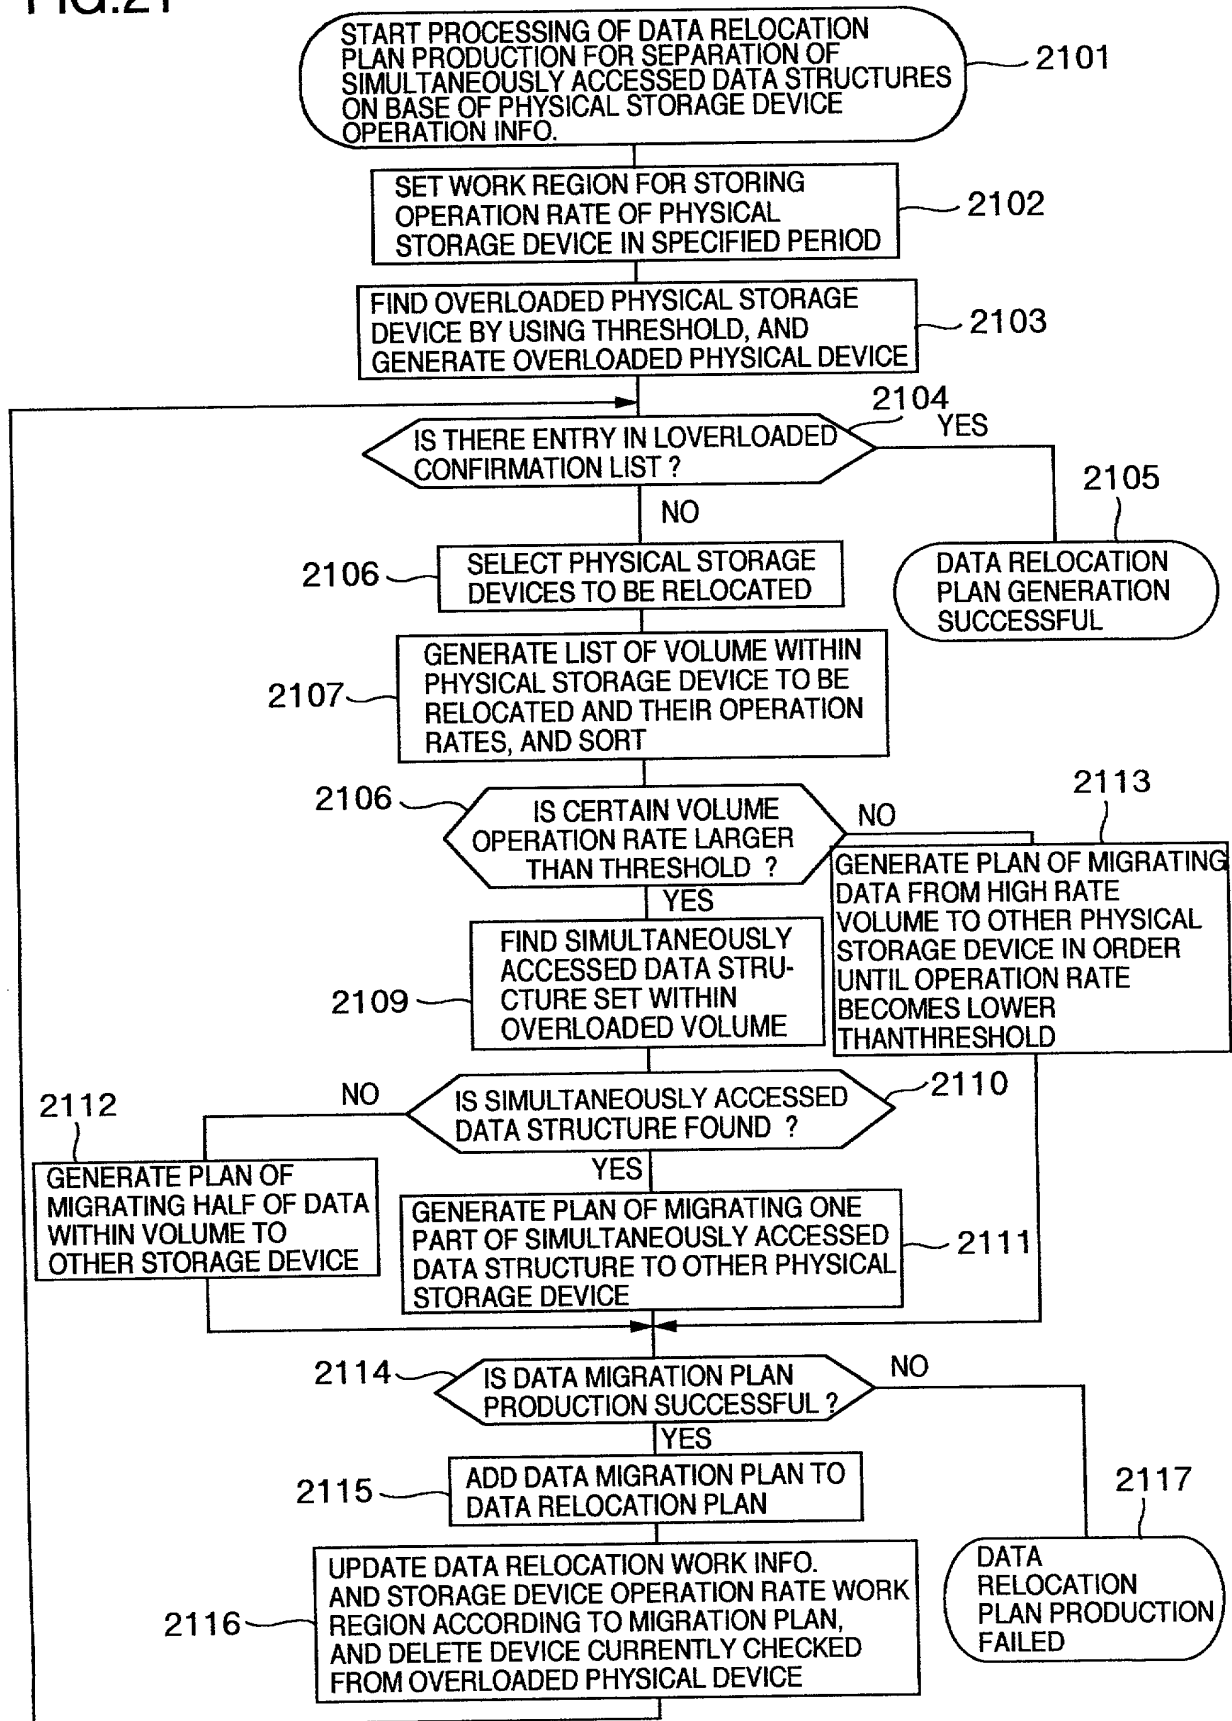 FIG.21
START PROCESSING OF DATA RELOCATION
PLAN PRODUCTION FOR SEPARATION OF
SIMULTANEOUSLY ACCESSED DATA STRUCTURES
ON BASE OF PHYSICAL STORAGE DEVICE
OPERATION INFO.
2101
SET WORK REGION FOR STORING
OPERATION RATE OF PHYSICAL
STORAGE DEVICE IN SPECIFIED PERIOD
2102
FIND OVERLOADED PHYSICAL STORAGE
DEVICE BY USING THRESHOLD, AND
GENERATE OVERLOADED PHYSICAL DEVICE
2103
2104
IS THERE ENTRY IN LOVERLOADED
CONFIRMATION LIST ?
YES
NO
2105
DATA RELOCATION
PLAN GENERATION
SUCCESSFUL
2106
SELECT PHYSICAL STORAGE
DEVICES TO BE RELOCATED
2107
GENERATE LIST OF VOLUME WITHIN
PHYSICAL STORAGE DEVICE TO BE
RELOCATED AND THEIR OPERATION
RATES, AND SORT
2106
IS CERTAIN VOLUME
OPERATION RATE LARGER
THAN THRESHOLD ?
NO
YES
2113
GENERATE PLAN OF MIGRATING
DATA FROM HIGH RATE
VOLUME TO OTHER PHYSICAL
STORAGE DEVICE IN ORDER
UNTIL OPERATION RATE
BECOMES LOWER
THANTHRESHOLD
2109
FIND SIMULTANEOUSLY
ACCESSED DATA STRU-
CTURE SET WITHIN
OVERLOADED VOLUME
2110
IS SIMULTANEOUSLY ACCESSED
DATA STRUCTURE FOUND ?
NO
YES
2112
GENERATE PLAN OF
MIGRATING HALF OF DATA
WITHIN VOLUME TO
OTHER STORAGE DEVICE
GENERATE PLAN OF MIGRATING ONE
PART OF SIMULTANEOUSLY ACCESSED
DATA STRUCTURE TO OTHER PHYSICAL
STORAGE DEVICE
2111
2114
IS DATA MIGRATION PLAN
PRODUCTION SUCCESSFUL ?
NO
YES
2115
ADD DATA MIGRATION PLAN TO
DATA RELOCATION PLAN
2117
DATA
RELOCATION
PLAN PRODUCTION
FAILED
2116
UPDATE DATA RELOCATION WORK INFO.
AND STORAGE DEVICE OPERATION RATE WORK
REGION ACCORDING TO MIGRATION PLAN,
AND DELETE DEVICE CURRENTLY CHECKED
FROM OVERLOADED PHYSICAL DEVICE